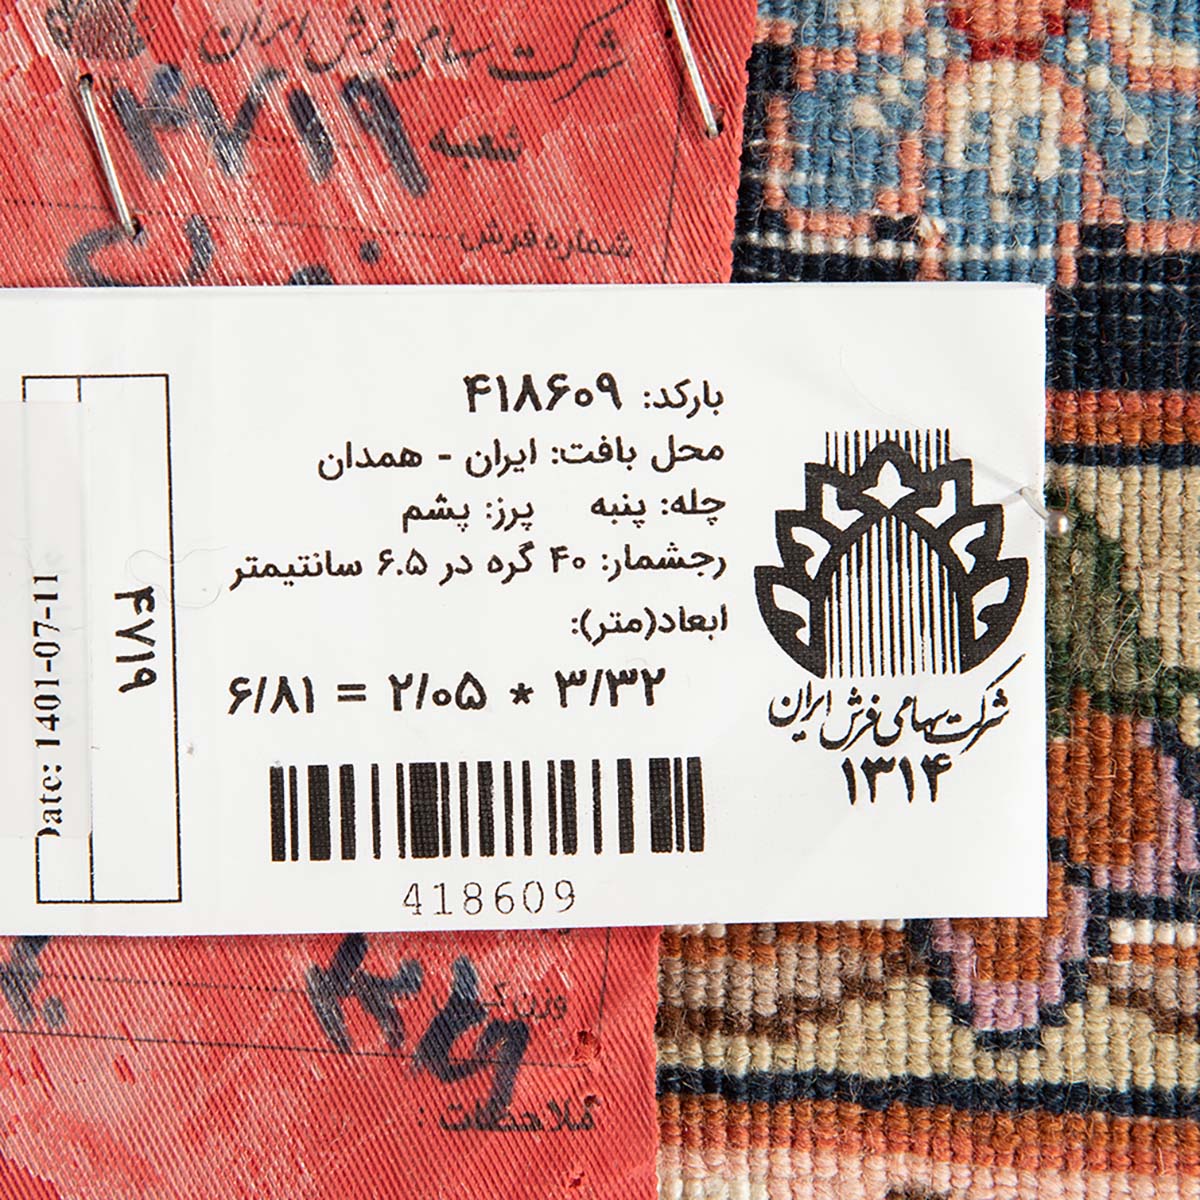 شرکت سهامی فرش ایران
۴۷۱۹ شعبه
شماره فرش
بارکد: ۴۱۸۶۰۹
محل بافت: ایران - همدان
چله: پنبه پرز: پشم
رجشمار: ۴۰ گره در ۶.۵ سانتیمتر
ابعاد(متر):
۶/۸۱ = ۲/۰۵ * ۳/۳۲
418609
شرکت سهامی فرش ایران
۱۳۱۴
۴۷۱۹
Date: 1401-07-11
وزن
ملاحظات :